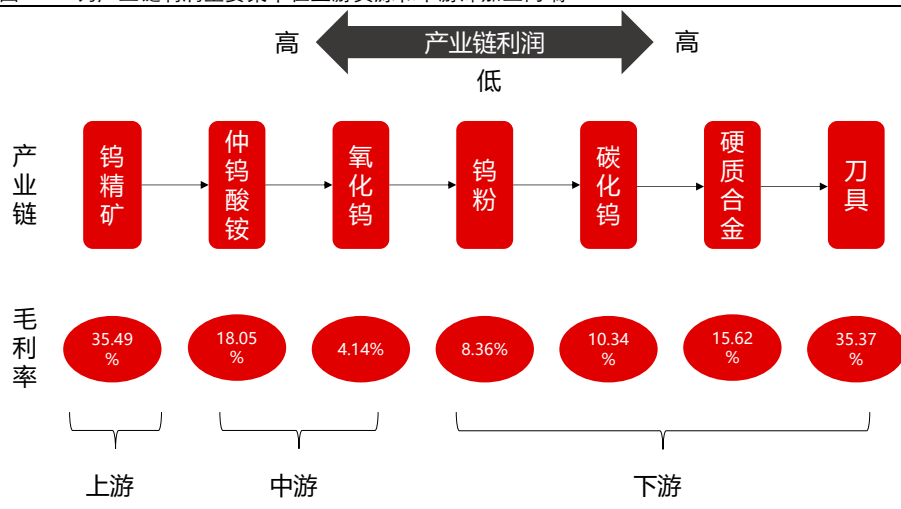 高 产业链利润 高
低
产业链
钨精矿
仲钨酸铵
氧化钨
钨粉
碳化钨
硬质合金
刀具
毛利率
35.49%
18.05%
4.14%
8.36%
10.34%
15.62%
35.37%
上游 中游 下游